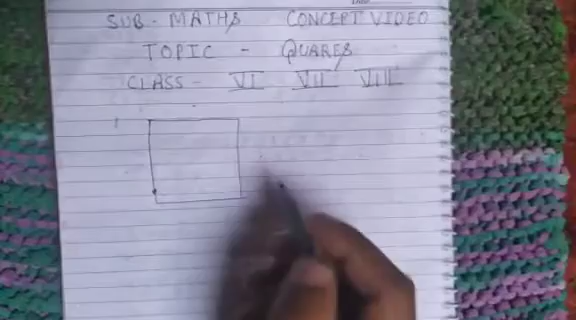 SUB - MATHS CONCEPT VIDEO
TOPIC - QUARES
CLASS - VI VII VIII